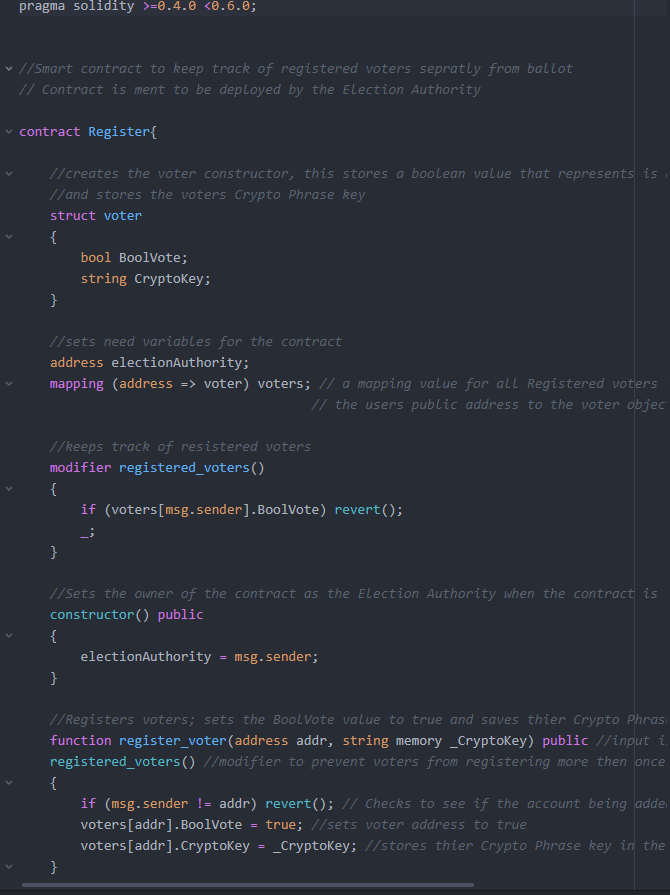 pragma solidity >=0.4.0 <0.6.0;
//Smart contract to keep track of registered voters sepratly from ballot
// Contract is ment to be deployed by the Election Authority
contract Register{
//creates the voter constructor, this stores a boolean value that represents is
//and stores the voters Crypto Phrase key
struct voter
{
bool BoolVote;
string CryptoKey;
}
//sets need variables for the contract
address electionAuthority;
mapping (address => voter) voters; // a mapping value for all Registered voters
// the users public address to the voter objec
//keeps track of resistered voters
modifier registered_voters()
{
if (voters[msg.sender].BoolVote) revert();
_;
}
//Sets the owner of the contract as the Election Authority when the contract is
constructor() public
{
electionAuthority = msg.sender;
}
//Registers voters; sets the BoolVote value to true and saves thier Crypto Phras
function register_voter(address addr, string memory _CryptoKey) public //input i
registered_voters() //modifier to prevent voters from registering more then once
{
if (msg.sender != addr) revert(); // Checks to see if the account being adde
voters[addr].BoolVote = true; //sets voter address to true
voters[addr].CryptoKey = _CryptoKey; //stores thier Crypto Phrase key in the
}